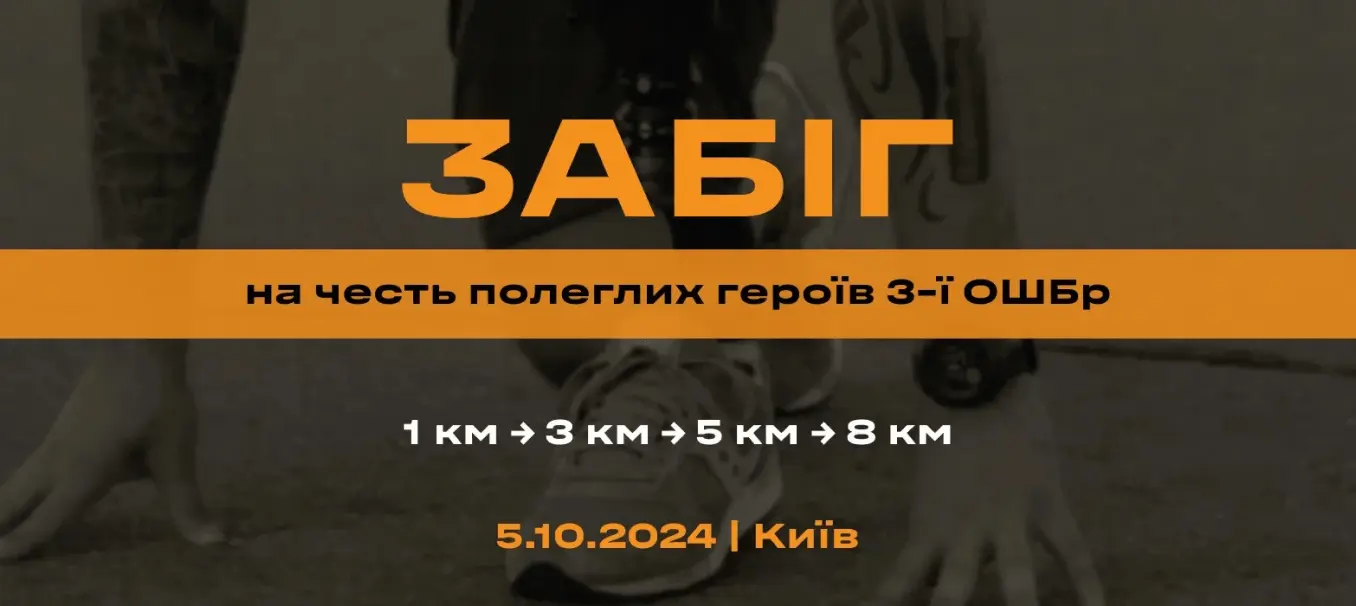 ЗАБІГ
на честь полеглих героїв 3-ї ОШБр
1 км → 3 км → 5 км → 8 км
5.10.2024 | Київ